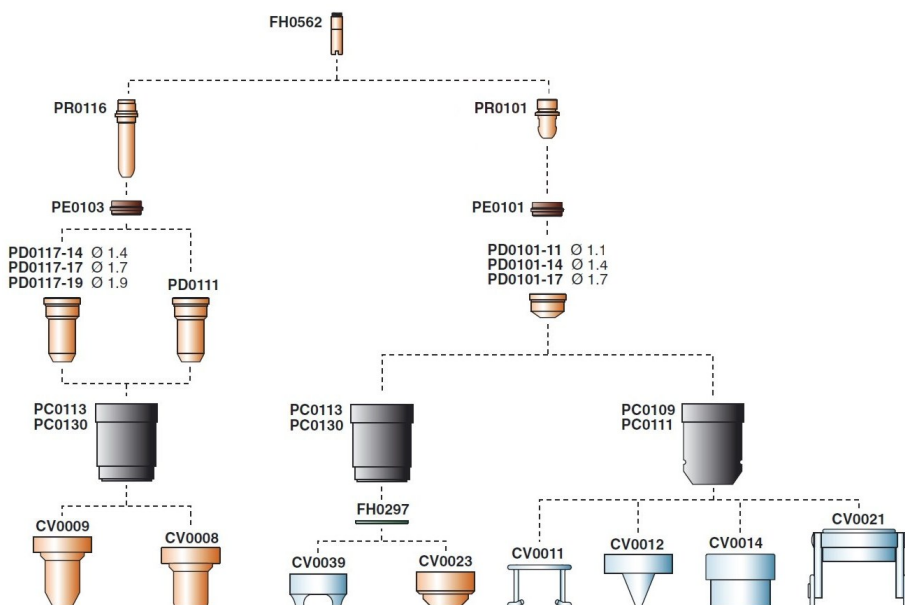 FH0562
PR0116
PR0101
PE0103
PE0101
PD0117-14 Ø 1.4
PD0117-17 Ø 1.7
PD0117-19 Ø 1.9
PD0111
PD0101-11 Ø 1.1
PD0101-14 Ø 1.4
PD0101-17 Ø 1.7
PC0113
PC0130
PC0113
PC0130
PC0109
PC0111
FH0297
CV0009
CV0008
CV0039
CV0023
CV0011
CV0012
CV0014
CV0021